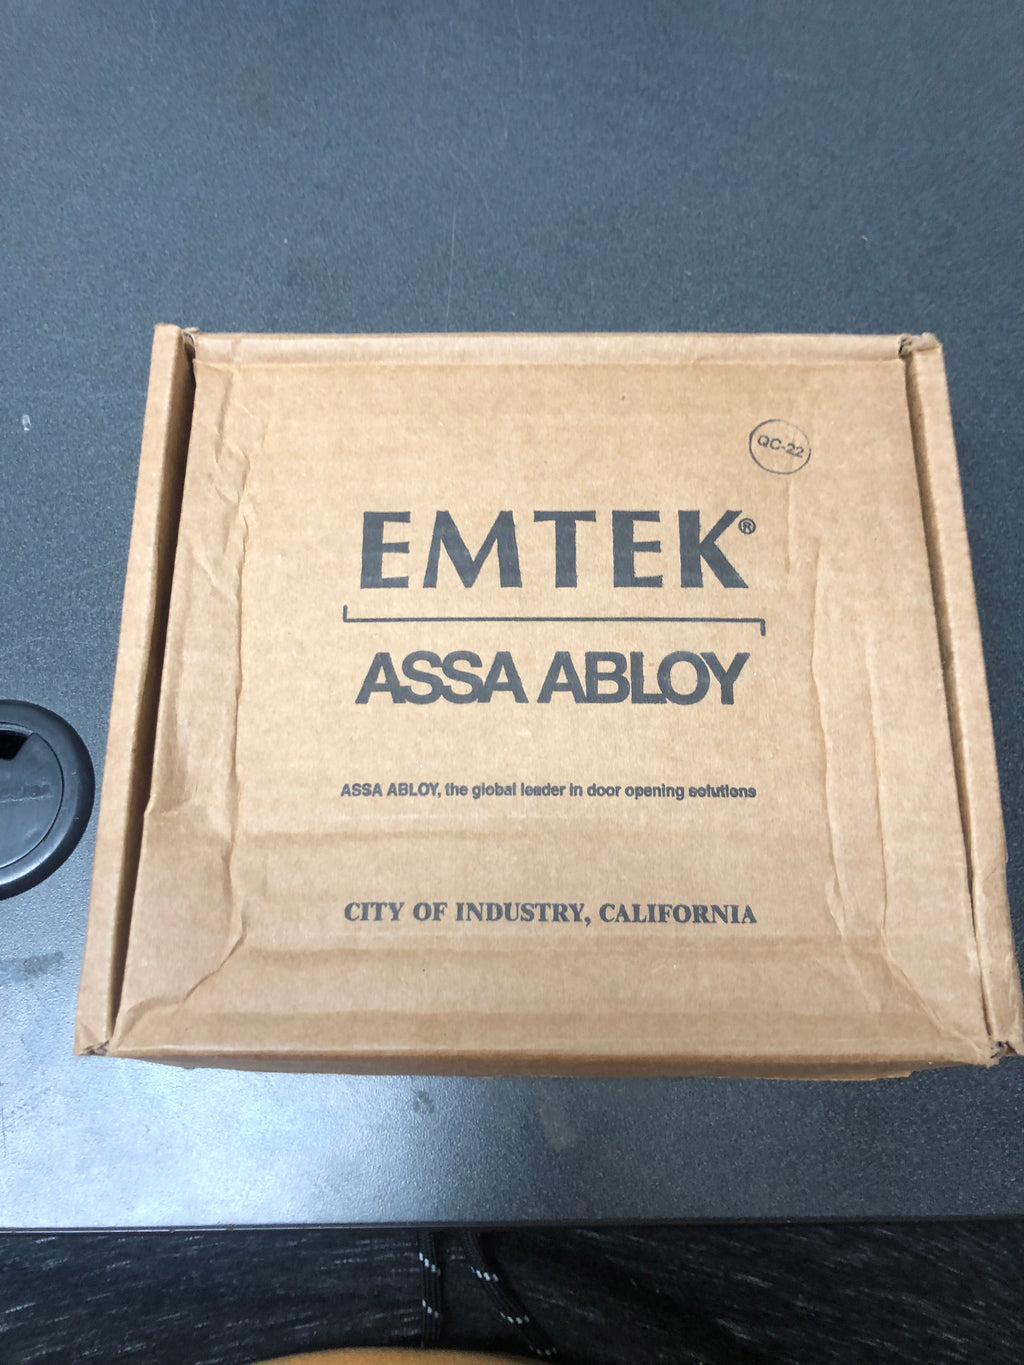 QC-22
EMTEK®
ASSA ABLOY
ASSA ABLOY, the global leader in door opening solutions
CITY OF INDUSTRY, CALIFORNIA